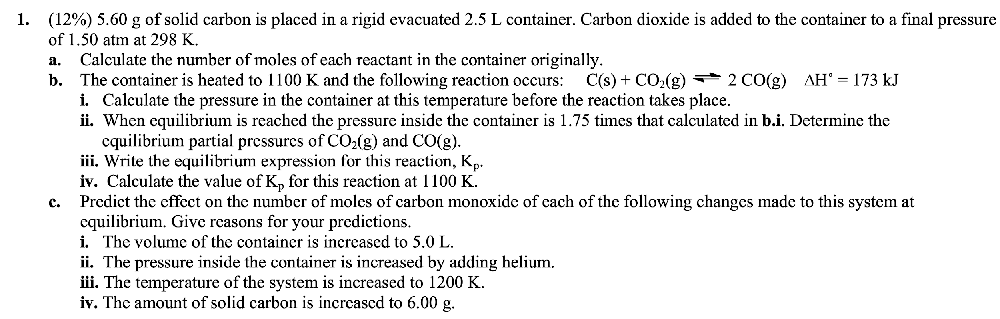 1. (12%) 5.60 g of solid carbon is placed in a rigid evacuated 2.5 L container. Carbon dioxide is added to the container to a final pressure
of 1.50 atm at 298 K.
a. Calculate the number of moles of each reactant in the container originally.
b. The container is heated to 1100 K and the following reaction occurs: C(s) + CO₂(g) ⇌ 2 CO(g) ΔH° = 173 kJ
i. Calculate the pressure in the container at this temperature before the reaction takes place.
ii. When equilibrium is reached the pressure inside the container is 1.75 times that calculated in b.i. Determine the
equilibrium partial pressures of CO₂(g) and CO(g).
iii. Write the equilibrium expression for this reaction, Kₚ.
iv. Calculate the value of Kₚ for this reaction at 1100 K.
c. Predict the effect on the number of moles of carbon monoxide of each of the following changes made to this system at
equilibrium. Give reasons for your predictions.
i. The volume of the container is increased to 5.0 L.
ii. The pressure inside the container is increased by adding helium.
iii. The temperature of the system is increased to 1200 K.
iv. The amount of solid carbon is increased to 6.00 g.